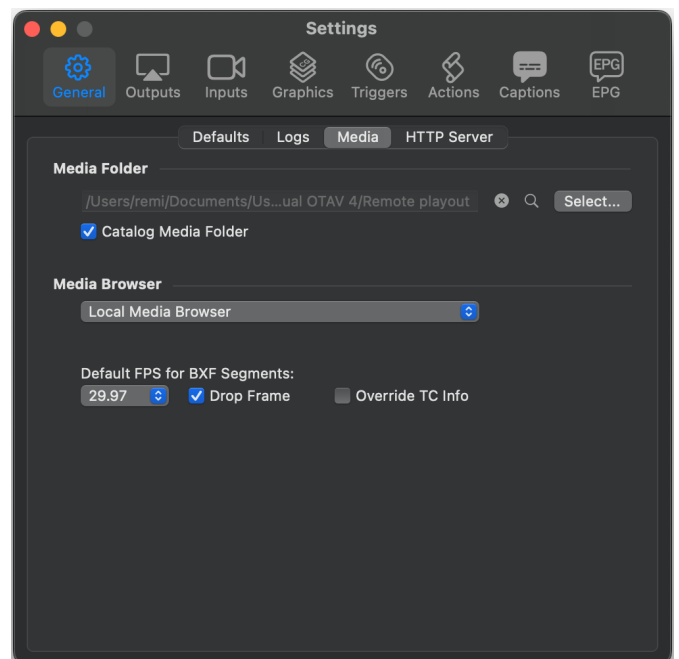 Settings
EPG
General Outputs Inputs Graphics Triggers Actions Captions EPG
Defaults Logs Media HTTP Server
Media Folder
/Users/remi/Documents/Us...ual OTAV 4/Remote playout Select...
Catalog Media Folder
Media Browser
Local Media Browser
Default FPS for BXF Segments:
29.97 Drop Frame Override TC Info